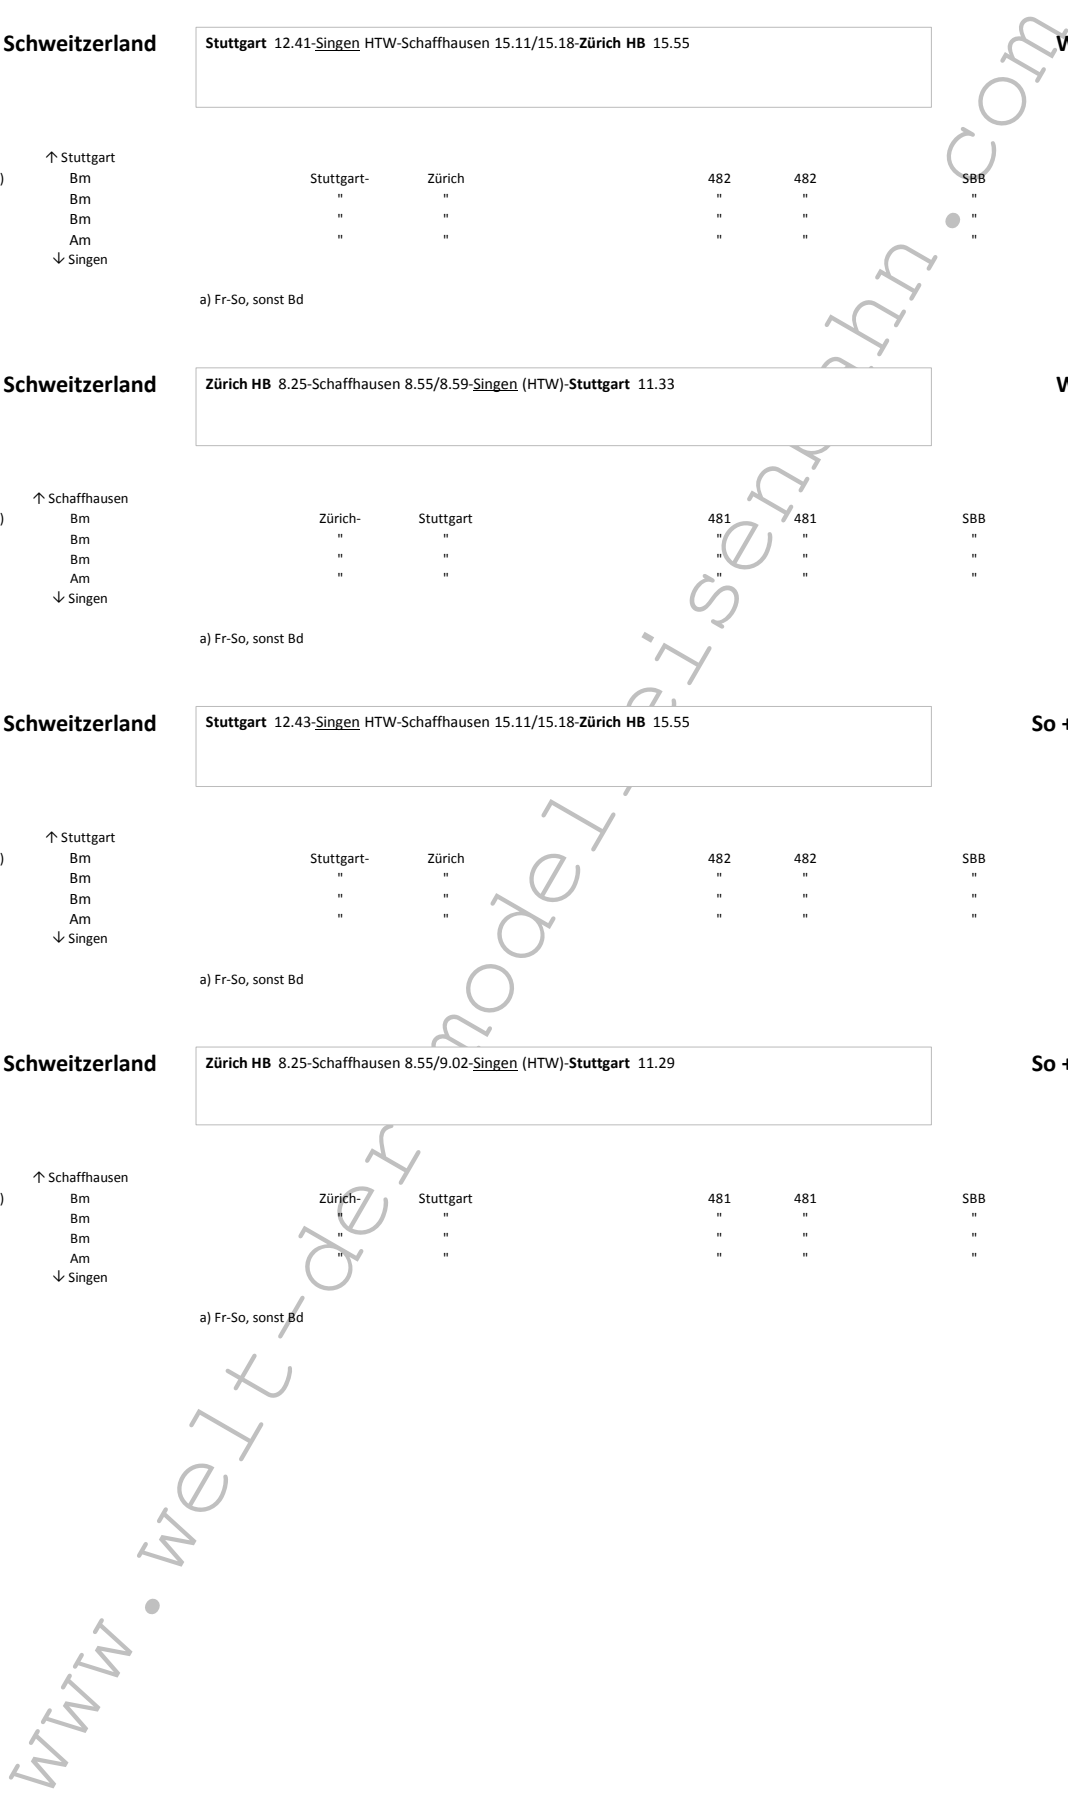 Schweitzerland Stuttgart 12.41-Singen HTW-Schaffhausen 15.11/15.18-Zürich HB 15.55 W
↑ Stuttgart
) Bm Stuttgart- Zürich 482 482 SBB
Bm " " " " "
Bm " " " " "
Am " " " " "
↓ Singen
a) Fr-So, sonst Bd
Schweitzerland Zürich HB 8.25-Schaffhausen 8.55/8.59-Singen (HTW)-Stuttgart 11.33 W
↑ Schaffhausen
) Bm Zürich- Stuttgart 481 481 SBB
Bm " " " " "
Bm " " " " "
Am " " " " "
↓ Singen
a) Fr-So, sonst Bd
Schweitzerland Stuttgart 12.43-Singen HTW-Schaffhausen 15.11/15.18-Zürich HB 15.55 So +
↑ Stuttgart
) Bm Stuttgart- Zürich 482 482 SBB
Bm " " " " "
Bm " " " " "
Am " " " " "
↓ Singen
a) Fr-So, sonst Bd
Schweitzerland Zürich HB 8.25-Schaffhausen 8.55/9.02-Singen (HTW)-Stuttgart 11.29 So +
↑ Schaffhausen
) Bm Zürich- Stuttgart 481 481 SBB
Bm " " " " "
Bm " " " " "
Am " " " " "
↓ Singen
a) Fr-So, sonst Bd
www.welt-der-modelleisenbahn.com